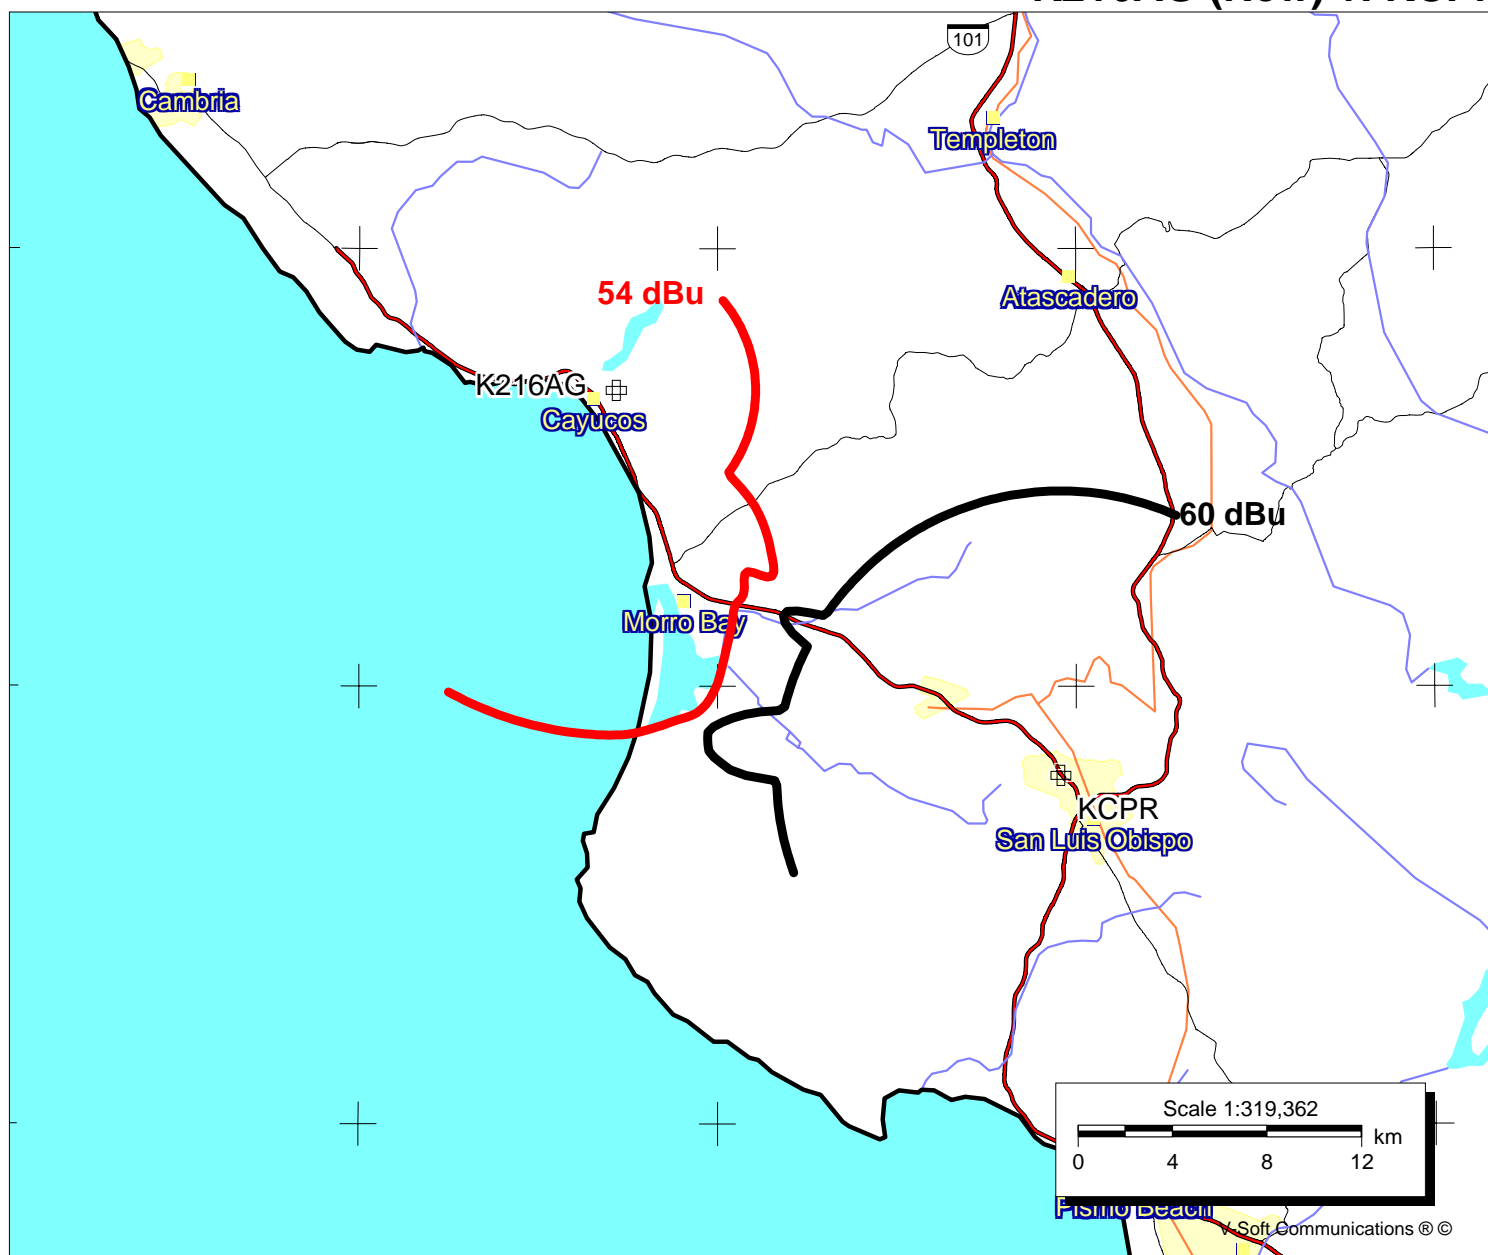 101
Cambria
Templeton
54 dBu
Atascadero
K216AG
Cayucos
60 dBu
Morro Bay
KCPR
San Luis Obispo
Scale 1:319,362
km
0 4 8 12
Pismo Beach
V-Soft Communications ® ©